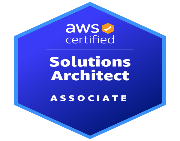 aws
certified
Solutions
Architect
ASSOCIATE